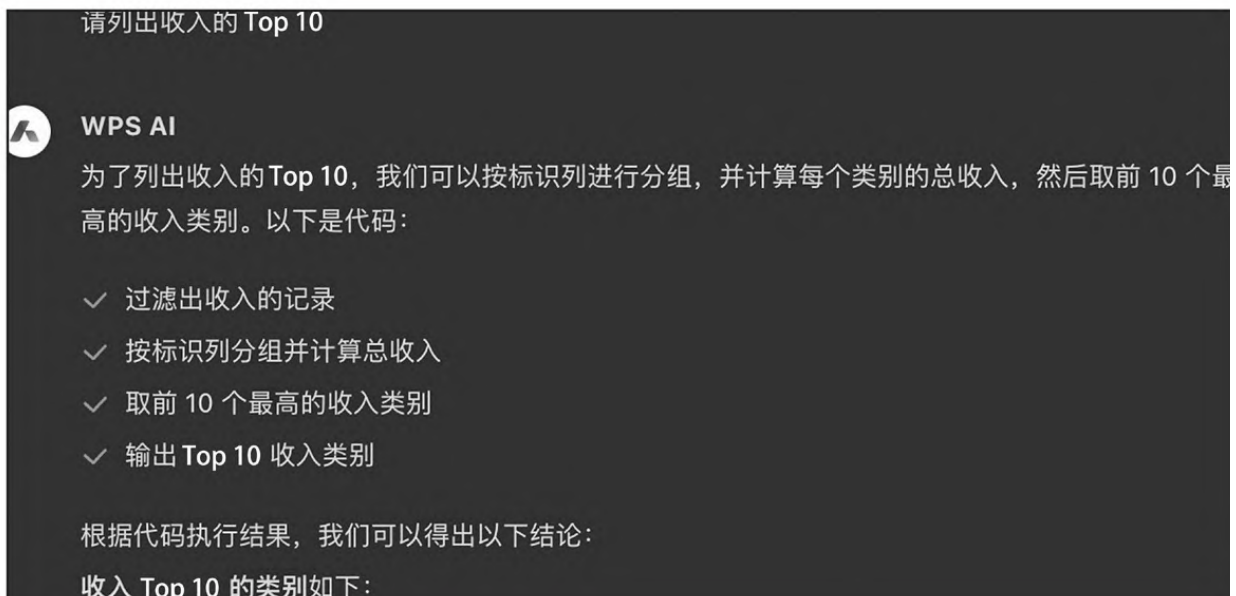 请列出收入的 Top 10
WPS AI
为了列出收入的Top 10，我们可以按标识列进行分组，并计算每个类别的总收入，然后取前 10 个最
高的收入类别。以下是代码：
过滤出收入的记录
按标识列分组并计算总收入
取前 10 个最高的收入类别
输出 Top 10 收入类别
根据代码执行结果，我们可以得出以下结论：
收入 Top 10 的类别如下：